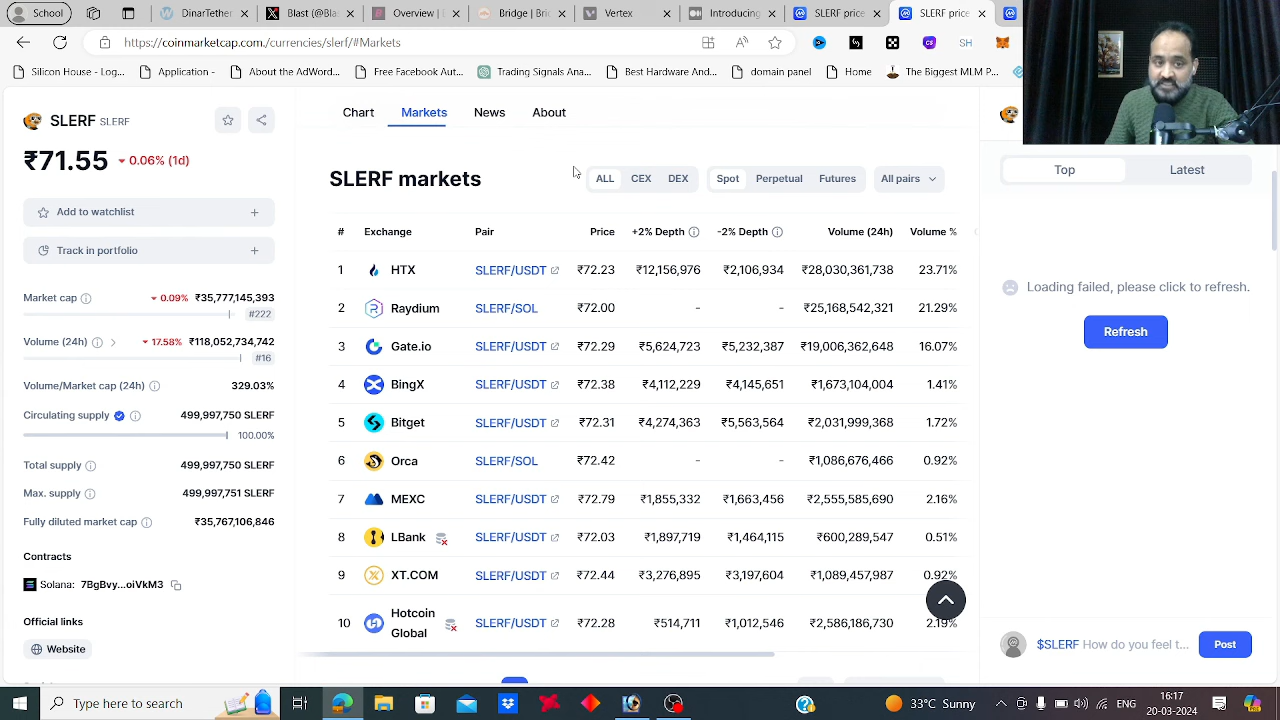 School
Bridge | Bric
Vertex
Introducing
SLERF price
https://coinmarketcap.com/currencies/slerf/#Markets
SH
Silicon House - Log...
Application -
About the AdWord...
Free Facebook Aut...
Tuning Signals Aray...
Best Hardware And...
domain panel
Home
The Fastest MLM P...
SLERF SLERF
₹71.55 0.06% (1d)
Add to watchlist +
Track in portfolio +
Market cap 0.09% ₹35,777,145,393
#222
Volume (24h) 17.58% ₹118,052,734,742
#16
Volume/Market cap (24h) 329.03%
Circulating supply 499,997,750 SLERF
100.00%
Total supply 499,997,750 SLERF
Max. supply 499,997,751 SLERF
Fully diluted market cap ₹35,767,106,846
Contracts
Solana: 7BgBvy...oiVkM3
Official links
Website
Chart Markets News About
SLERF markets
ALL CEX DEX Spot Perpetual Futures All pairs
# Exchange Pair Price +2% Depth -2% Depth Volume (24h) Volume %
1 HTX SLERF/USDT ₹72.23 ₹12,156,976 ₹2,106,934 ₹28,030,361,738 23.71%
2 Raydium SLERF/SOL ₹72.00 - - ₹25,168,542,321 21.29%
3 Gate.io SLERF/USDT ₹72.29 ₹5,624,723 ₹5,232,387 ₹19,006,362,648 16.07%
4 BingX SLERF/USDT ₹72.38 ₹4,112,229 ₹4,145,651 ₹1,673,104,004 1.41%
5 Bitget SLERF/USDT ₹72.31 ₹4,274,363 ₹5,563,564 ₹2,031,999,368 1.72%
6 Orca SLERF/SOL ₹72.42 - - ₹1,086,676,466 0.92%
7 MEXC SLERF/USDT ₹72.79 ₹1,855,332 ₹1,663,456 ₹2,555,585,690 2.16%
8 LBank SLERF/USDT ₹72.03 ₹1,897,719 ₹1,464,115 ₹600,289,547 0.51%
9 XT.COM SLERF/USDT ₹72.44 ₹3,276,895 ₹3,197,604 ₹1,089,457,987 0.92%
10 Hotcoin Global SLERF/USDT ₹72.28 ₹514,711 ₹1,012,546 ₹2,586,186,730 2.19%
Top Latest
Loading failed, please click to refresh.
Refresh
$SLERF How do you feel t... Post
Type here to search
33°C Sunny
16:17